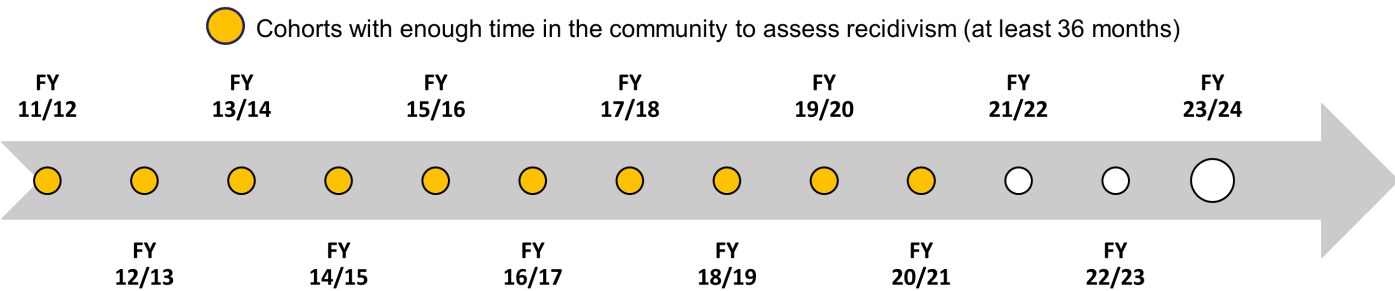 Cohorts with enough time in the community to assess recidivism (at least 36 months)
FY
11/12
FY
13/14
FY
15/16
FY
17/18
FY
19/20
FY
21/22
FY
23/24
FY
12/13
FY
14/15
FY
16/17
FY
18/19
FY
20/21
FY
22/23